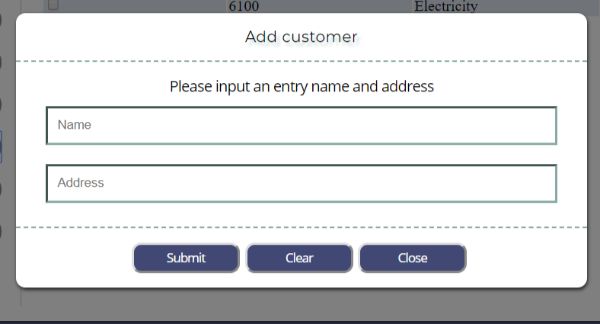 6100 Electricity
Add customer
Please input an entry name and address
Name
Address
Submit Clear Close